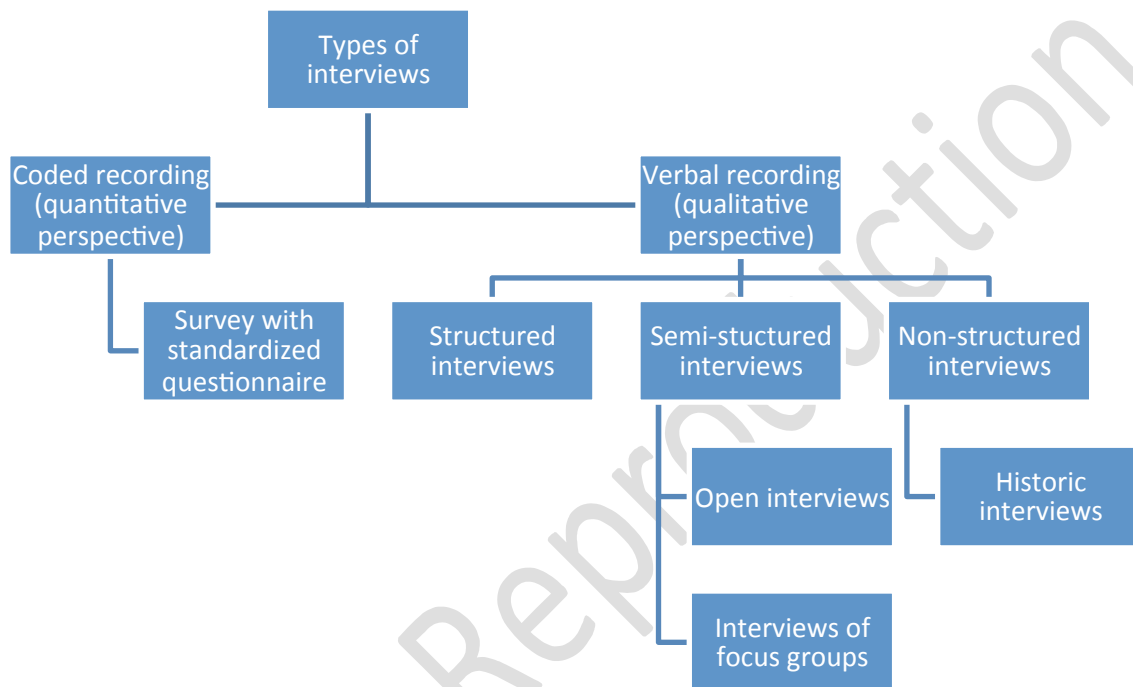 Types of
interviews
Coded recording
(quantitative
perspective)
Verbal recording
(qualitative
perspective)
Survey with
standardized
questionnaire
Structured
interviews
Semi-stuctured
interviews
Non-structured
interviews
Open interviews
Historic
interviews
Interviews of
focus groups
Reproduction